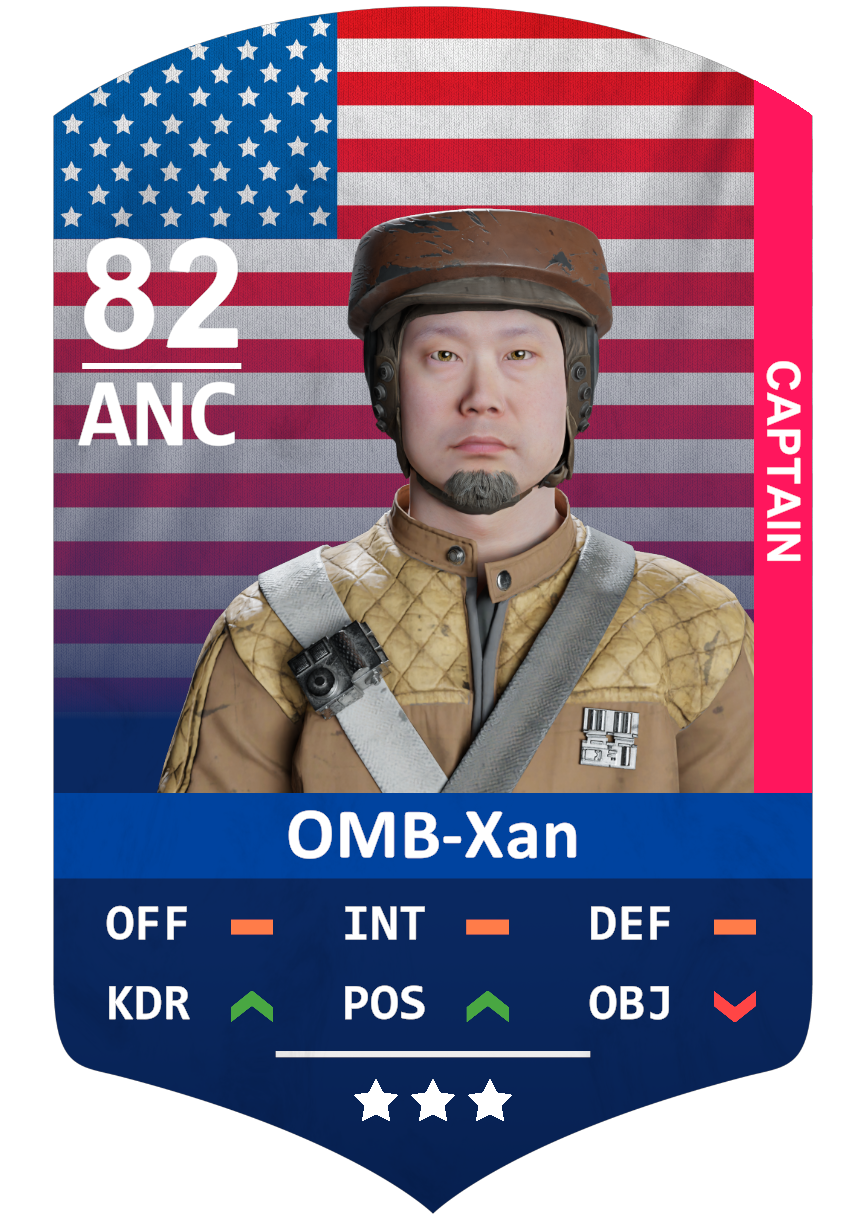 82
ANC
CAPTAIN
OMB-Xan
OFF INT DEF
KDR POS OBJ